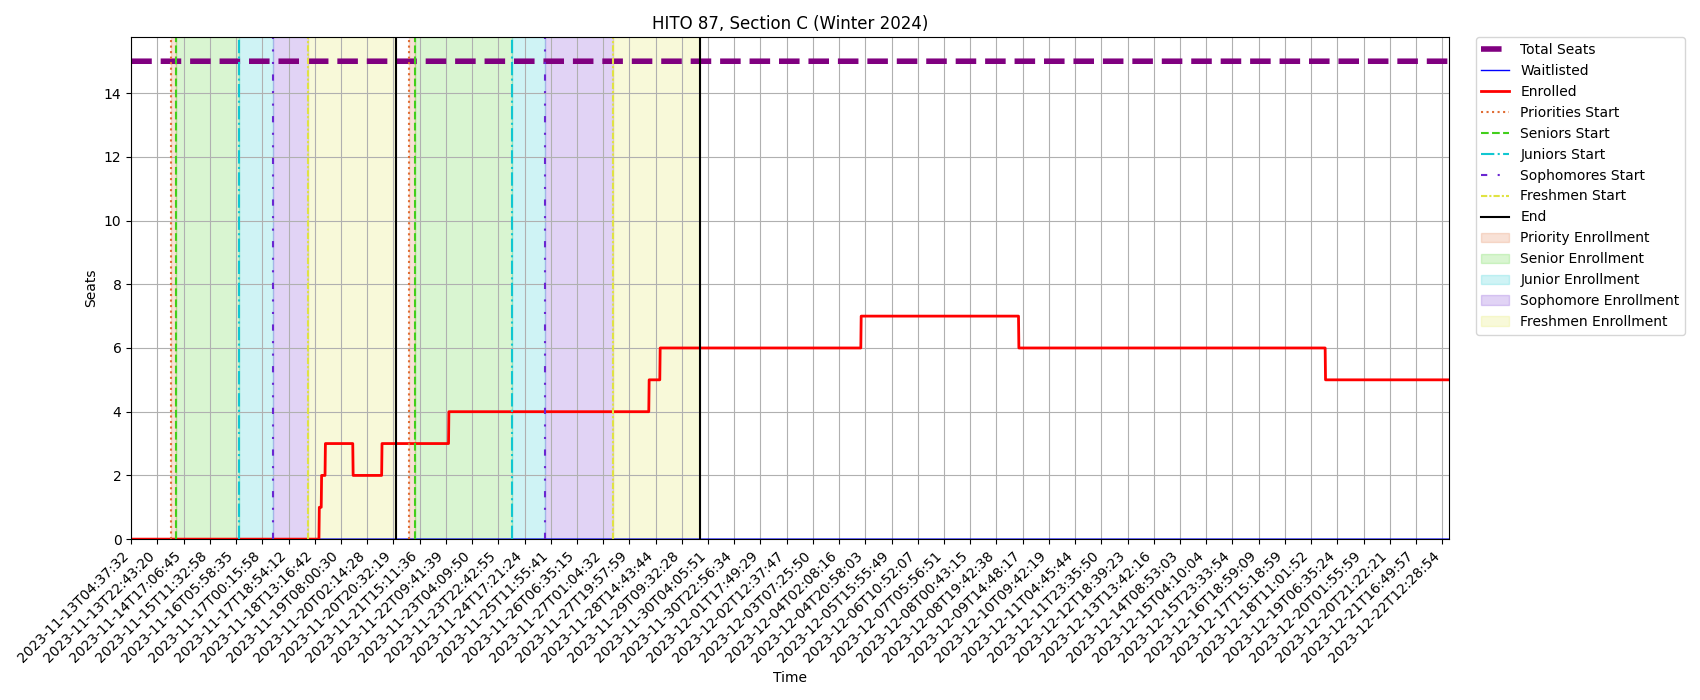 HITO 87, Section C (Winter 2024)
Seats
14
12
10
8
6
4
2
0
2023-11-13T04:37:32
2023-11-13T22:43:20
2023-11-14T17:06:45
2023-11-15T11:32:58
2023-11-16T05:58:35
2023-11-17T00:15:58
2023-11-17T18:54:12
2023-11-18T13:16:42
2023-11-19T08:00:30
2023-11-20T02:14:28
2023-11-20T20:32:19
2023-11-21T15:11:36
2023-11-22T09:41:39
2023-11-23T04:09:50
2023-11-23T22:42:55
2023-11-24T17:21:24
2023-11-25T11:55:41
2023-11-26T06:35:15
2023-11-27T01:04:32
2023-11-27T19:57:59
2023-11-28T14:43:44
2023-11-29T09:32:28
2023-11-30T04:05:51
2023-11-30T22:56:34
2023-12-01T17:49:29
2023-12-02T12:37:47
2023-12-03T07:25:50
2023-12-04T02:08:16
2023-12-04T20:58:03
2023-12-05T15:55:49
2023-12-06T10:52:07
2023-12-07T05:56:51
2023-12-08T00:43:15
2023-12-08T19:42:38
2023-12-09T14:48:17
2023-12-10T09:42:19
2023-12-11T04:45:44
2023-12-11T23:35:50
2023-12-12T18:39:23
2023-12-13T13:42:16
2023-12-14T08:53:03
2023-12-15T04:10:04
2023-12-15T23:33:54
2023-12-16T18:59:09
2023-12-17T15:18:59
2023-12-18T11:01:52
2023-12-19T06:35:24
2023-12-20T01:55:59
2023-12-20T21:22:21
2023-12-21T16:49:57
2023-12-22T12:28:54
Time
Total Seats
Waitlisted
Enrolled
Priorities Start
Seniors Start
Juniors Start
Sophomores Start
Freshmen Start
End
Priority Enrollment
Senior Enrollment
Junior Enrollment
Sophomore Enrollment
Freshmen Enrollment